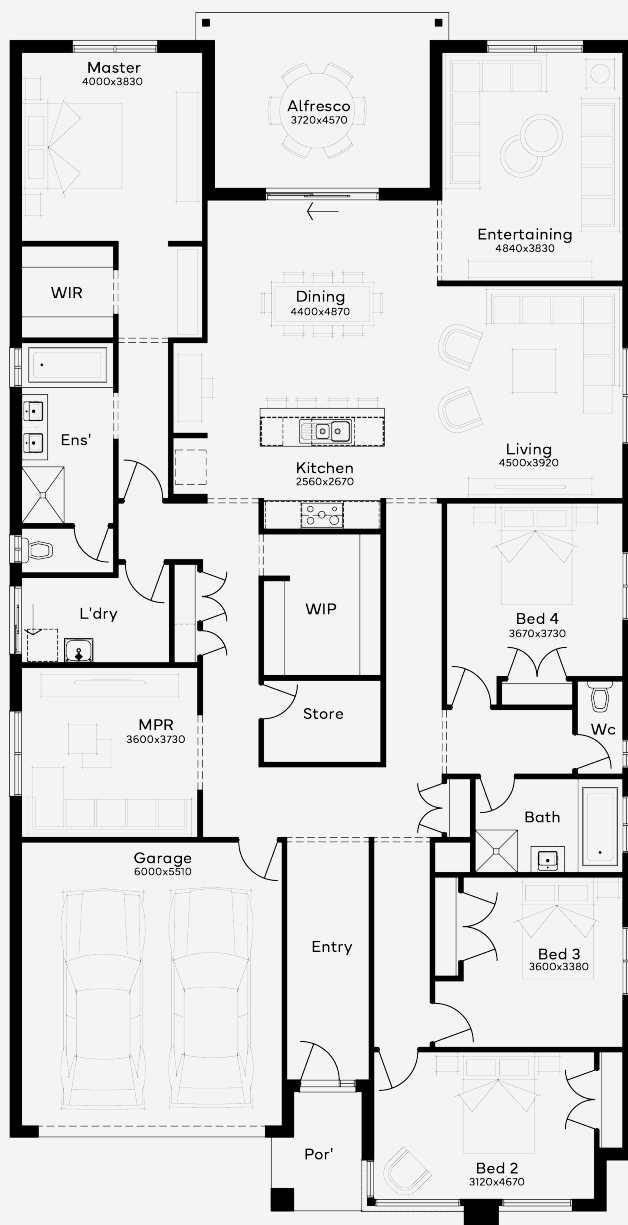 Master
4000x3830
Alfresco
3720x4570
Entertaining
4840x3830
WIR
Dining
4400x4870
Ens'
Living
4500x3920
Kitchen
2560x2670
L'dry
WIP
Bed 4
3670x3730
MPR
3600x3730
Store
Wc
Bath
Garage
6000x5510
Entry
Bed 3
3600x3380
Por'
Bed 2
3120x4670